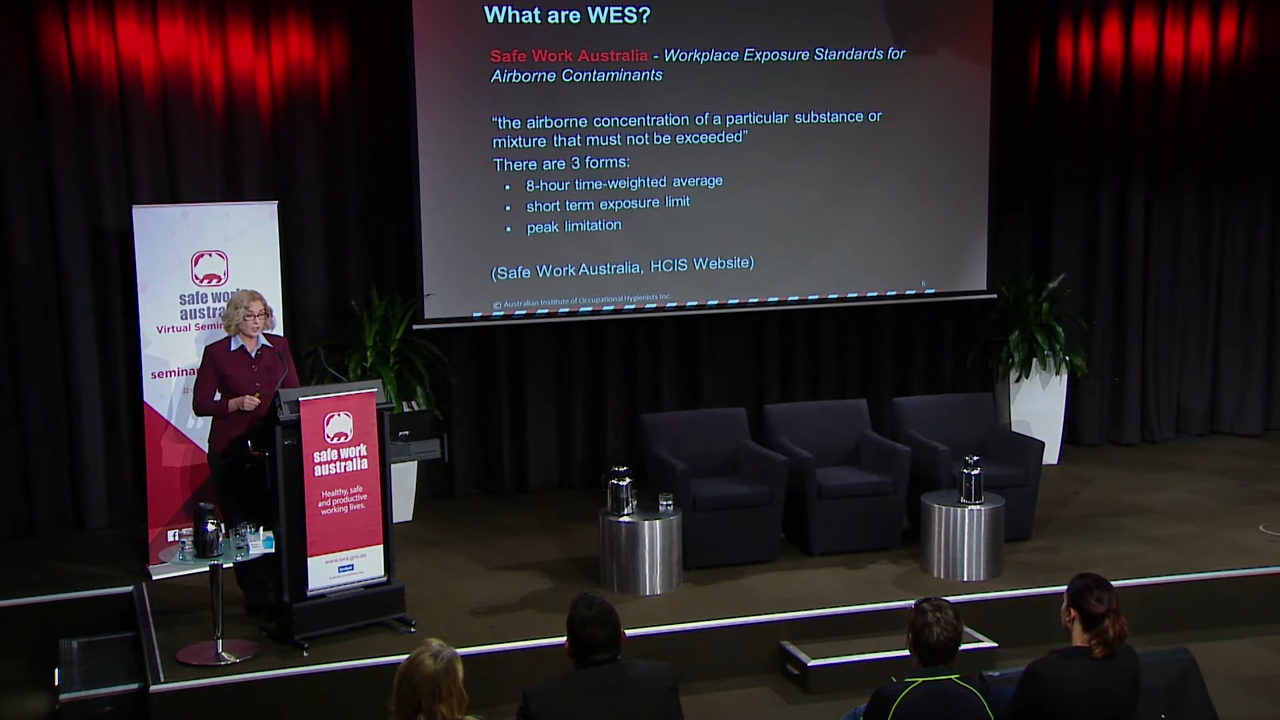 What are WES?
Safe Work Australia - Workplace Exposure Standards for
Airborne Contaminants
“the airborne concentration of a particular substance or
mixture that must not be exceeded”
There are 3 forms:
▪ 8-hour time-weighted average
▪ short term exposure limit
▪ peak limitation
(Safe Work Australia, HCIS Website)
© Australian Institute of Occupational Hygienists Inc.
6
safe work
austra
Virtual Semin
seminar
safe work
australia
Healthy, safe
and productive
working lives.
www.swa.gov.au